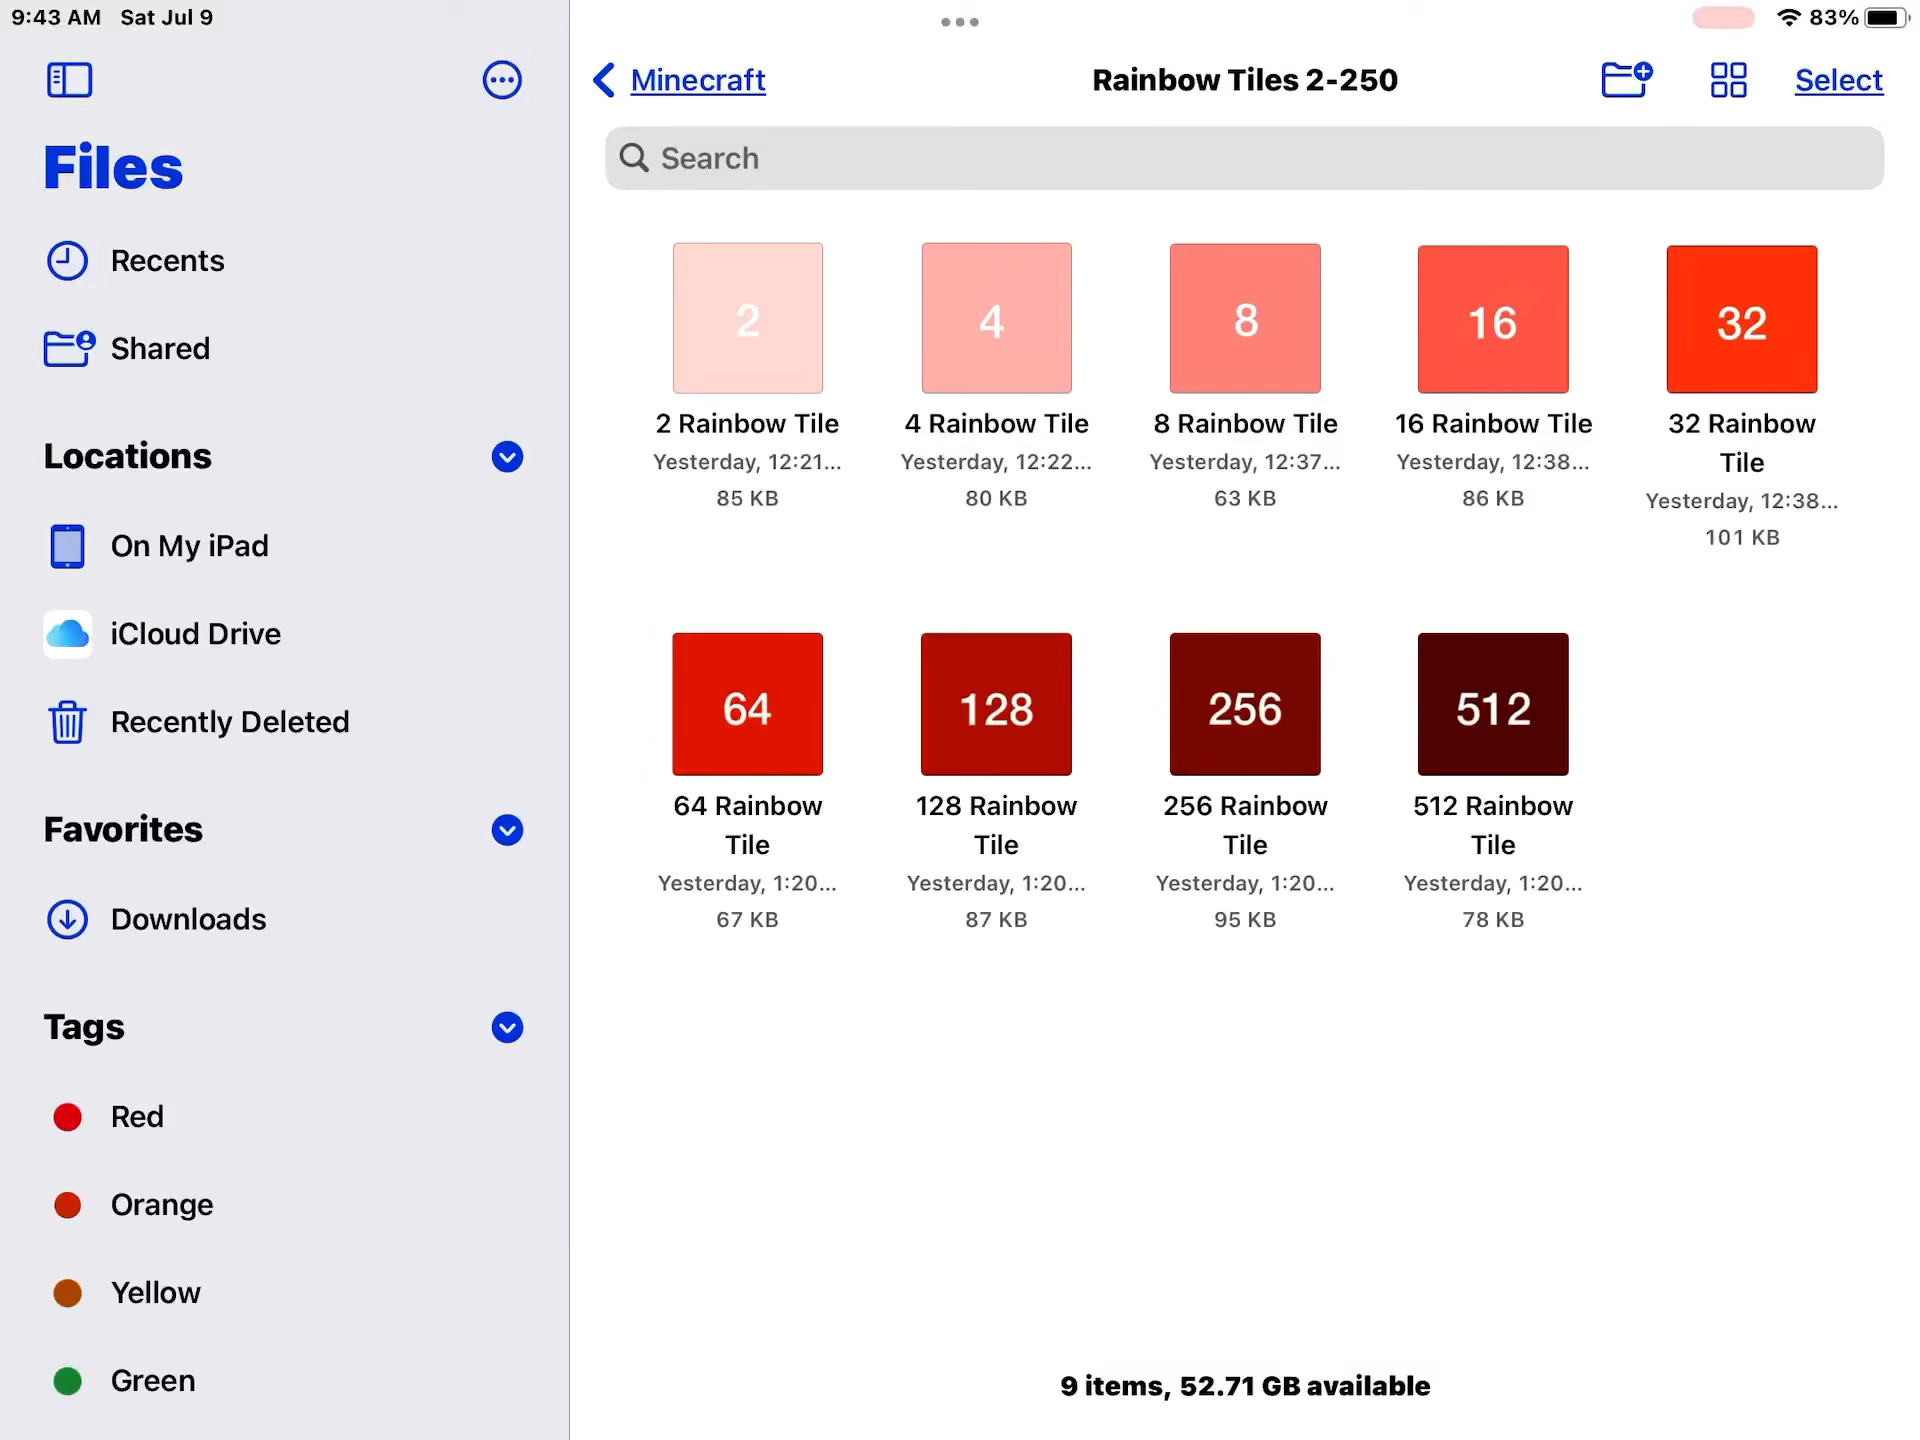 9:43 AM Sat Jul 9
83%
Files
Recents
Shared
Locations
On My iPad
iCloud Drive
Recently Deleted
Favorites
Downloads
Tags
Red
Orange
Yellow
Green
Minecraft
Rainbow Tiles 2-250
Select
Search
2
4
8
16
32
2 Rainbow Tile
Yesterday, 12:21...
85 KB
4 Rainbow Tile
Yesterday, 12:22...
80 KB
8 Rainbow Tile
Yesterday, 12:37...
63 KB
16 Rainbow Tile
Yesterday, 12:38...
86 KB
32 Rainbow
Tile
Yesterday, 12:38...
101 KB
64
128
256
512
64 Rainbow
Tile
Yesterday, 1:20...
67 KB
128 Rainbow
Tile
Yesterday, 1:20...
87 KB
256 Rainbow
Tile
Yesterday, 1:20...
95 KB
512 Rainbow
Tile
Yesterday, 1:20...
78 KB
9 items, 52.71 GB available